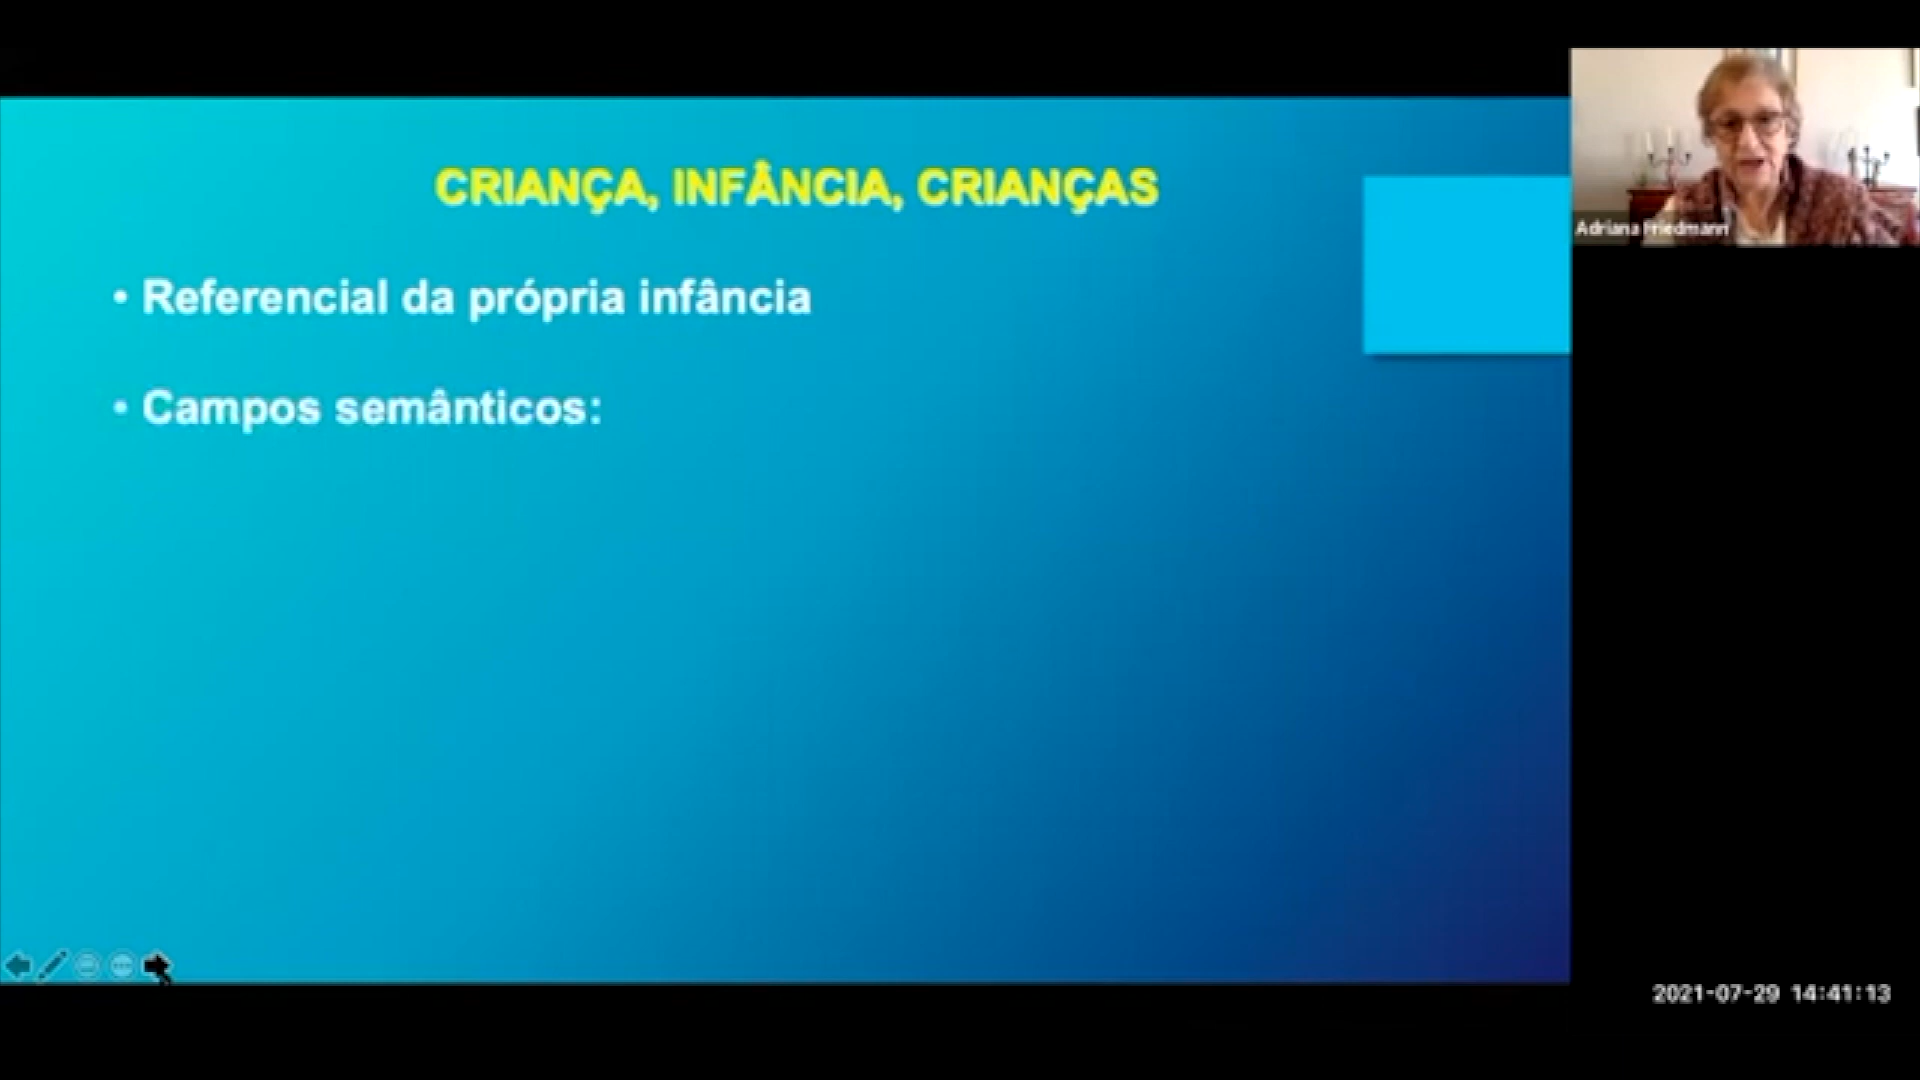 CRIANÇA, INFÂNCIA, CRIANÇAS
• Referencial da própria infância
• Campos semânticos:
Adriana Friedmann
2021-07-29 14:41:13